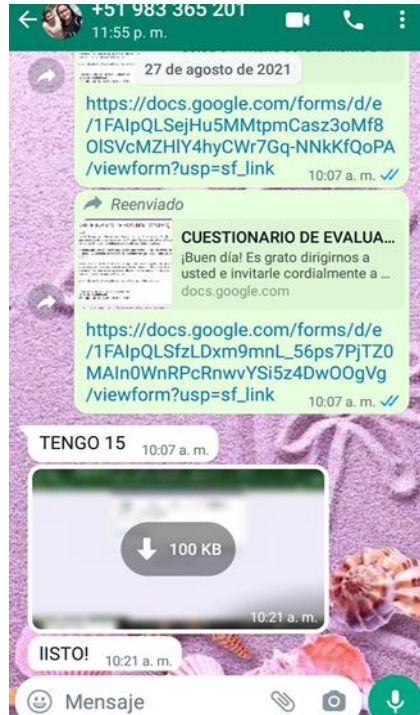 +51 983 365 201
11:55 p. m.
27 de agosto de 2021
https://docs.google.com/forms/d/e
/1FAIpQLSejHu5MMtpmCasz3oMf8
OlSVcMZHlY4hyCWr7Gq-NNkKfQoPA
/viewform?usp=sf_link
10:07 a. m.
Reenviado
CUESTIONARIO DE EVALUA...
¡Buen día! Es grato dirigirnos a
usted e invitarle cordialmente a ...
docs.google.com
https://docs.google.com/forms/d/e
/1FAIpQLSfzLDxm9mnL_56ps7PjTZ0
MAln0WnRPcRnwvYSi5z4DwOOgVg
/viewform?usp=sf_link
10:07 a. m.
TENGO 15 10:07 a. m.
100 KB
10:21 a. m.
lISTO! 10:21 a. m.
Mensaje